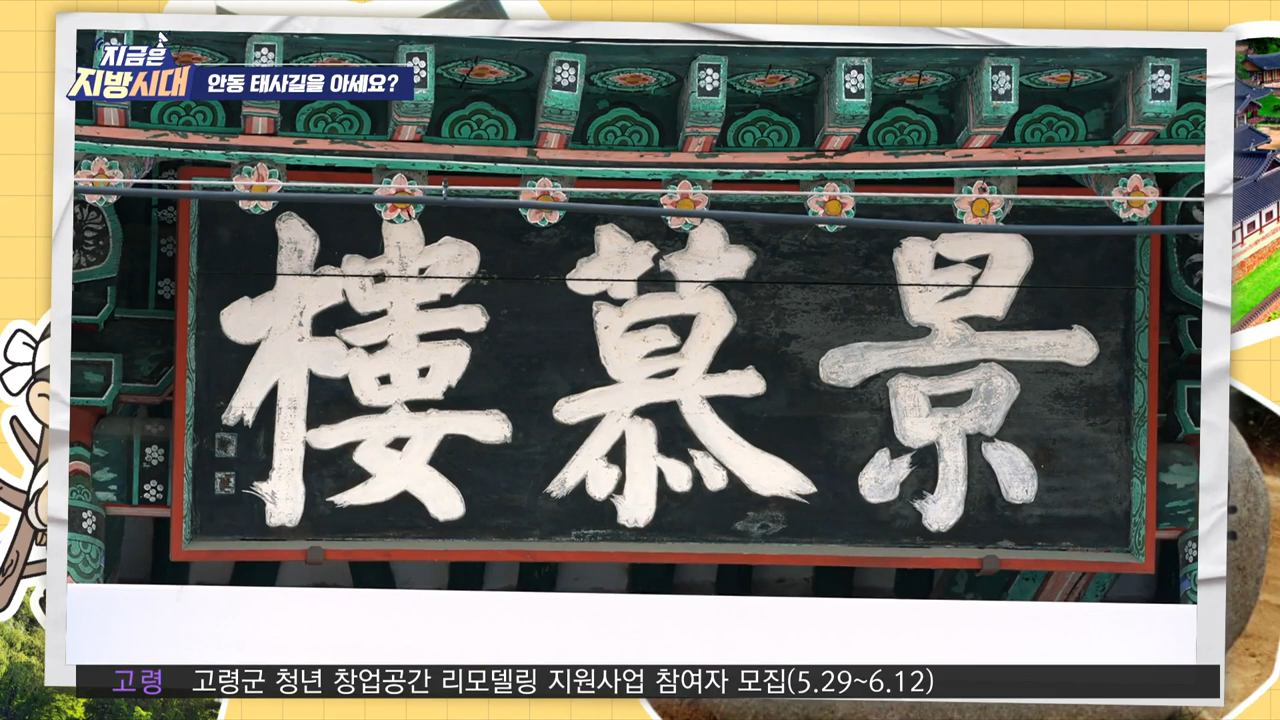 지금은
지방시대
안동 태사길을 아세요?
樓慕景
고령 고령군 청년 창업공간 리모델링 지원사업 참여자 모집(5.29~6.12)